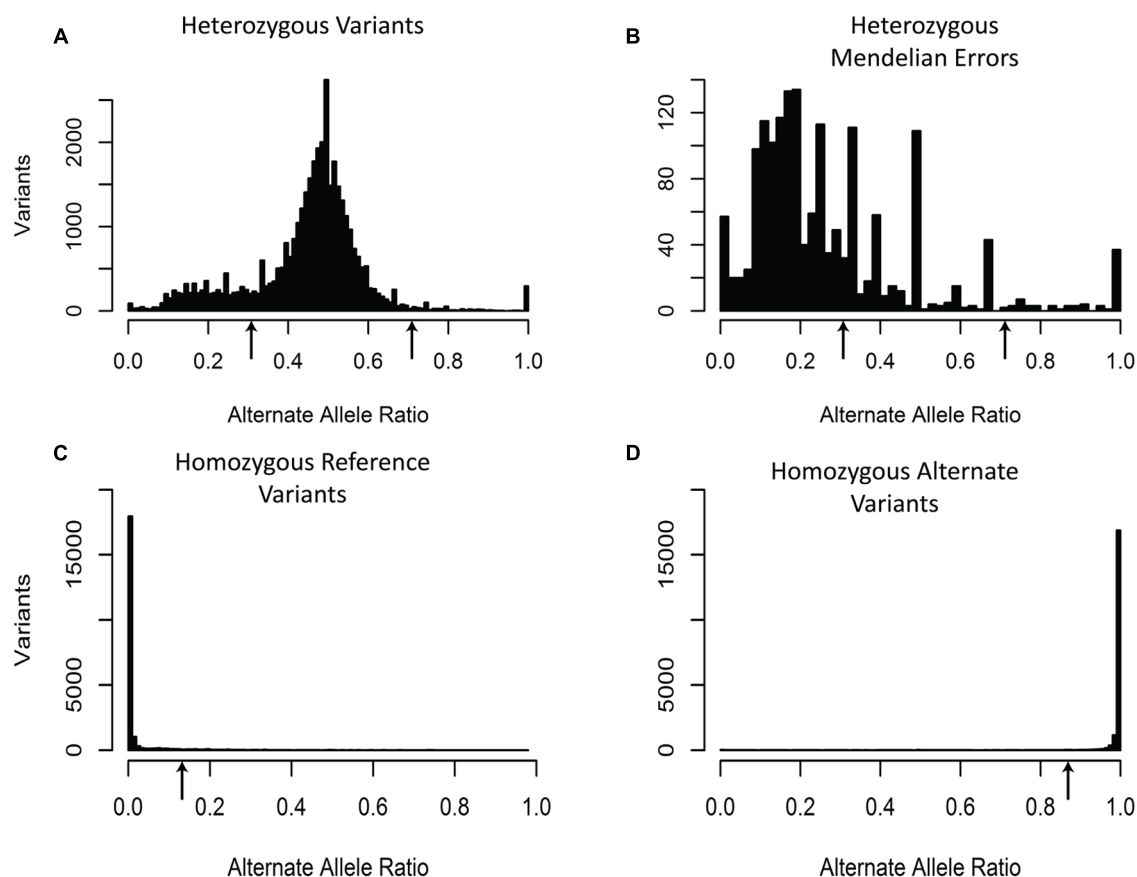 A
Heterozygous Variants
Variants
0
1000
2000
0.0 0.2 0.4 0.6 0.8 1.0
Alternate Allele Ratio
B
Heterozygous
Mendelian Errors
0
40
80
120
0.0 0.2 0.4 0.6 0.8 1.0
Alternate Allele Ratio
C
Homozygous Reference
Variants
Variants
0
5000
15000
0.0 0.2 0.4 0.6 0.8 1.0
Alternate Allele Ratio
D
Homozygous Alternate
Variants
0
5000
15000
0.0 0.2 0.4 0.6 0.8 1.0
Alternate Allele Ratio